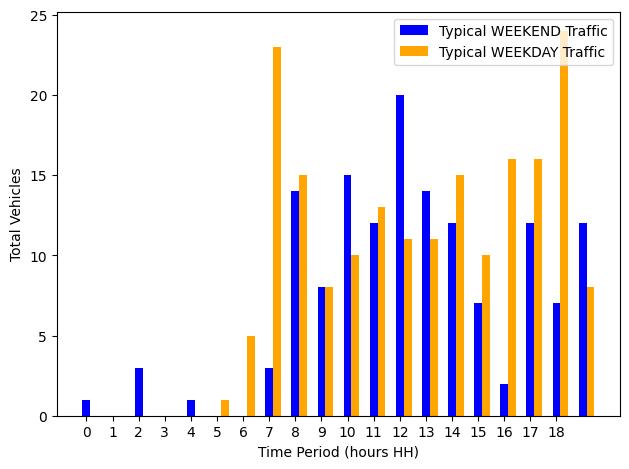 25
20
15
10
5
0
Total Vehicles
Typical WEEKEND Traffic
Typical WEEKDAY Traffic
0 1 2 3 4 5 6 7 8 9 10 11 12 13 14 15 16 17 18
Time Period (hours HH)